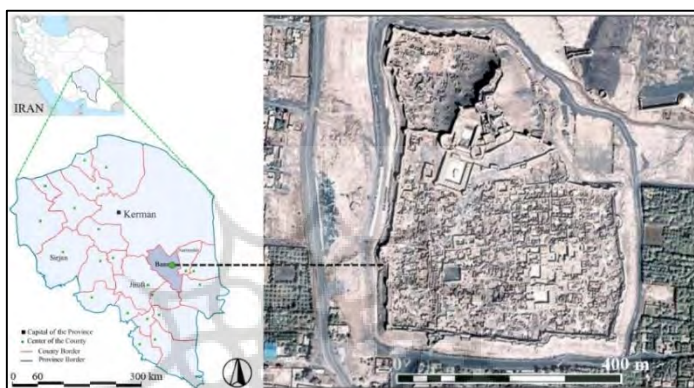 IRAN
Kerman
Sirjan
Bam
Jiroft
Capital of the Province
Center of the County
County Border
Province Border
0 60 300 km
0 400 m